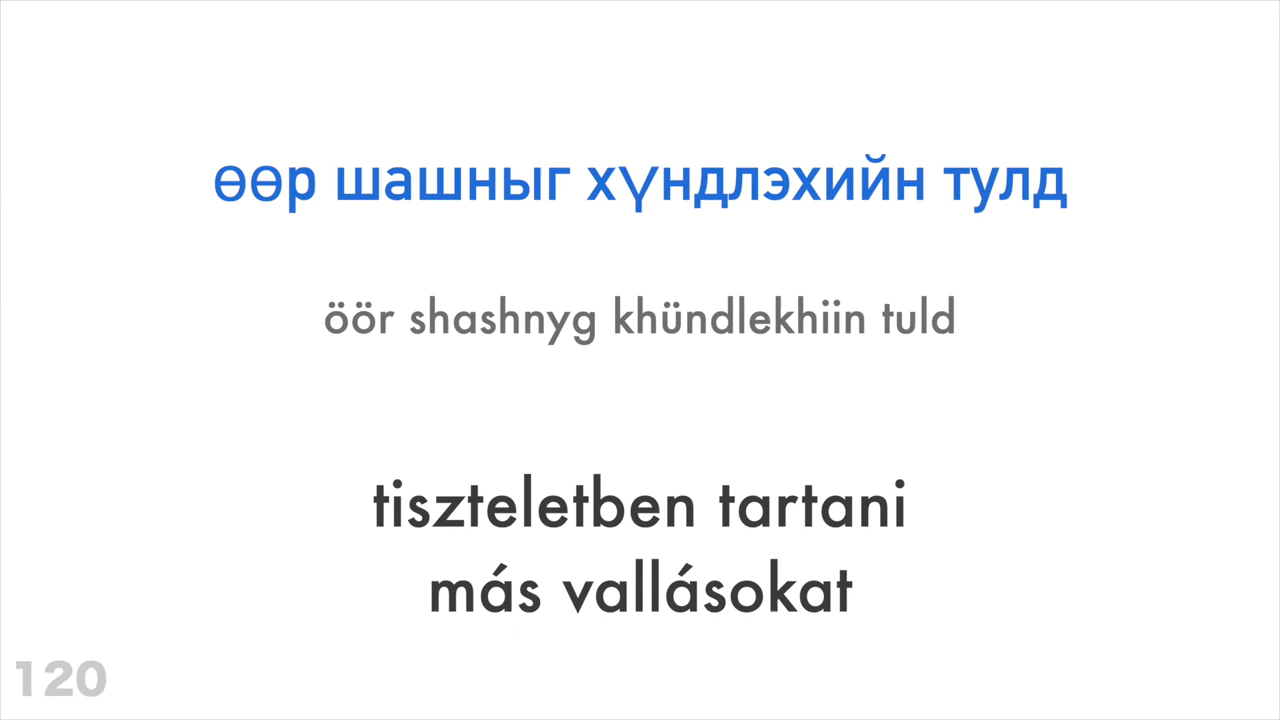 өөр шашныг хүндлэхийн тулд
öör shashnyg khündlekhiin tuld
tiszteletben tartani
más vallásokat
120